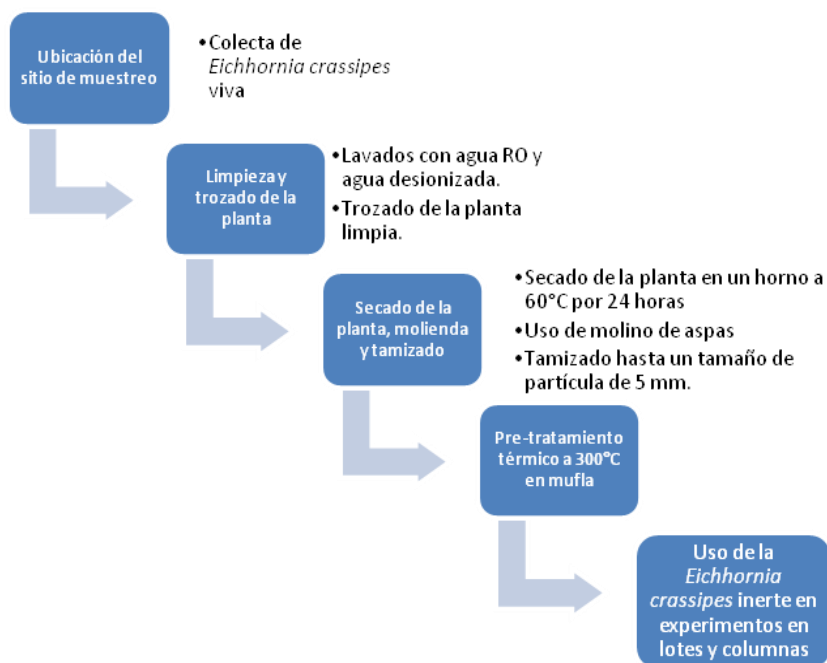 Ubicación del
sitio de muestreo
•Colecta de
Eichhornia crassipes
viva
Limpieza y
trozado de la
planta
•Lavados con agua RO y
agua desionizada.
•Trozado de la planta
limpia.
Secado de la
planta, molienda
y tamizado
•Secado de la planta en un horno a
60°C por 24 horas
•Uso de molino de aspas
•Tamizado hasta un tamaño de
partícula de 5 mm.
Pre-tratamiento
térmico a 300°C
en mufla
Uso de la
Eichhornia
crassipes inerte en
experimentos en
lotes y columnas